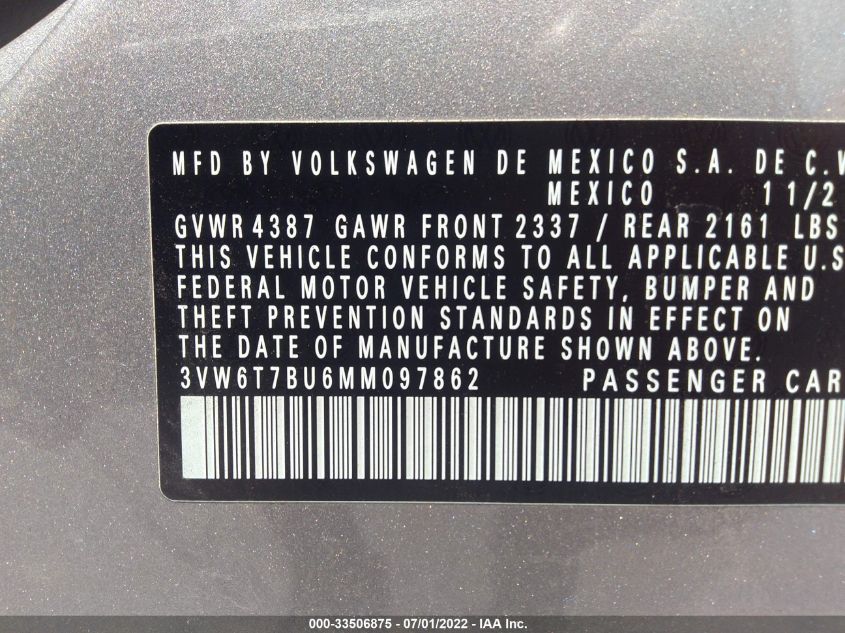 MFD BY VOLKSWAGEN DE MEXICO S.A. DE C.V
MEXICO 11/2
GVWR 4387 GAWR FRONT 2337 / REAR 2161 LBS
THIS VEHICLE CONFORMS TO ALL APPLICABLE U.S
FEDERAL MOTOR VEHICLE SAFETY, BUMPER AND
THEFT PREVENTION STANDARDS IN EFFECT ON
THE DATE OF MANUFACTURE SHOWN ABOVE.
3VW6T7BU6MM097862 PASSENGER CAR
000-33506875 - 07/01/2022 - IAA Inc.